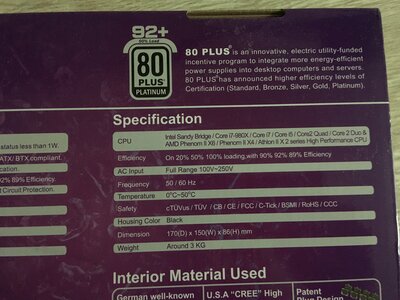 92+
50% Load
80
PLUS®
PLATINUM
80 PLUS® is an innovative, electric utility-funded
incentive program to integrate more energy-efficient
power supplies into desktop computers and servers.
80 PLUS® has announced higher efficiency levels of
Certification (Standard, Bronze, Silver, Gold, Platinum).
status less than 1W.
ATX/ BTX compliant.
92% 89% Efficiency.
t Circuit Protection.
Specification
CPU Intel Sandy Bridge / Core i7-980X / Core i7 / Core i5 / Core2 Quad / Core 2 Duo &
AMD Phenom II X6 / Phenom II X4 / Athlon II X 2 series High Performance CPU
Efficiency On 20% 50% 100% loading with 90% 92% 89% Efficiency
AC Input Full Range 100V~250V
Frequency 50 / 60 Hz
Temperature 0°C~50°C
Safety cTÜVus / TÜV / CB / CE / FCC / C-Tick / BSMI / RoHS / CCC
Housing Color Black
Dimension 170(D) x 150(W) x 86(H) mm
Weight Around 3 KG
Interior Material Used
German well-known
U.S.A "CREE" High
Patent
Plug Design